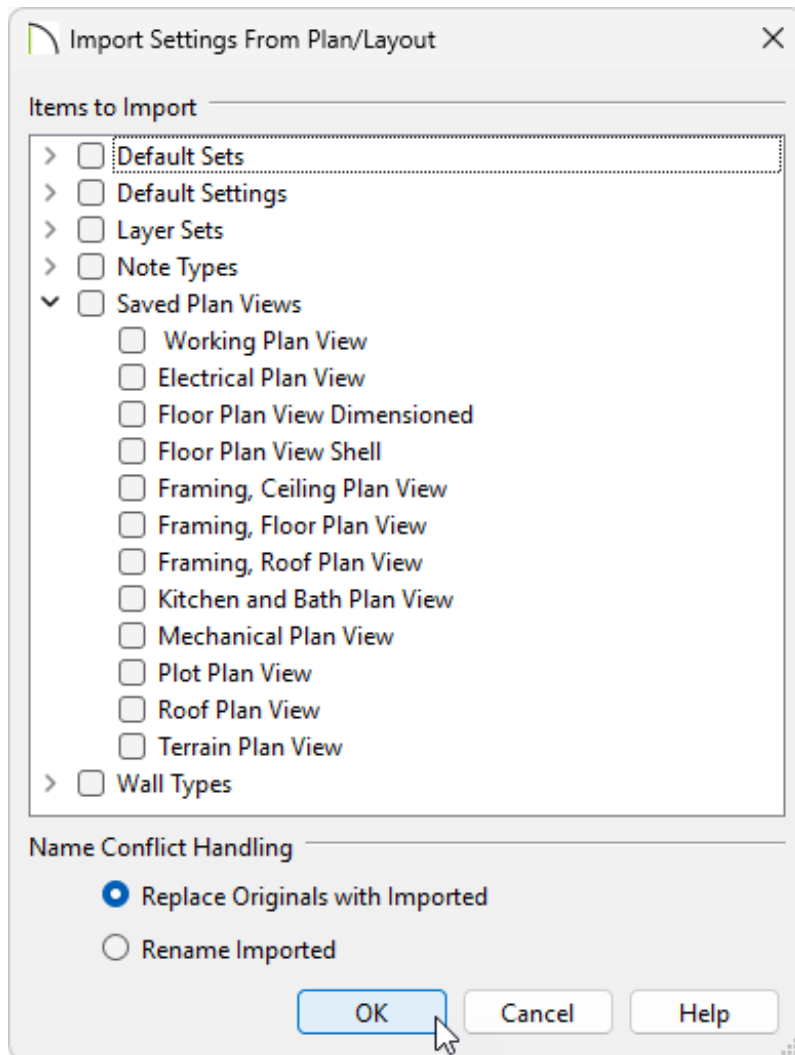 Import Settings From Plan/Layout
Items to Import
Default Sets
Default Settings
Layer Sets
Note Types
Saved Plan Views
Working Plan View
Electrical Plan View
Floor Plan View Dimensioned
Floor Plan View Shell
Framing, Ceiling Plan View
Framing, Floor Plan View
Framing, Roof Plan View
Kitchen and Bath Plan View
Mechanical Plan View
Plot Plan View
Roof Plan View
Terrain Plan View
Wall Types
Name Conflict Handling
Replace Originals with Imported
Rename Imported
OK Cancel Help